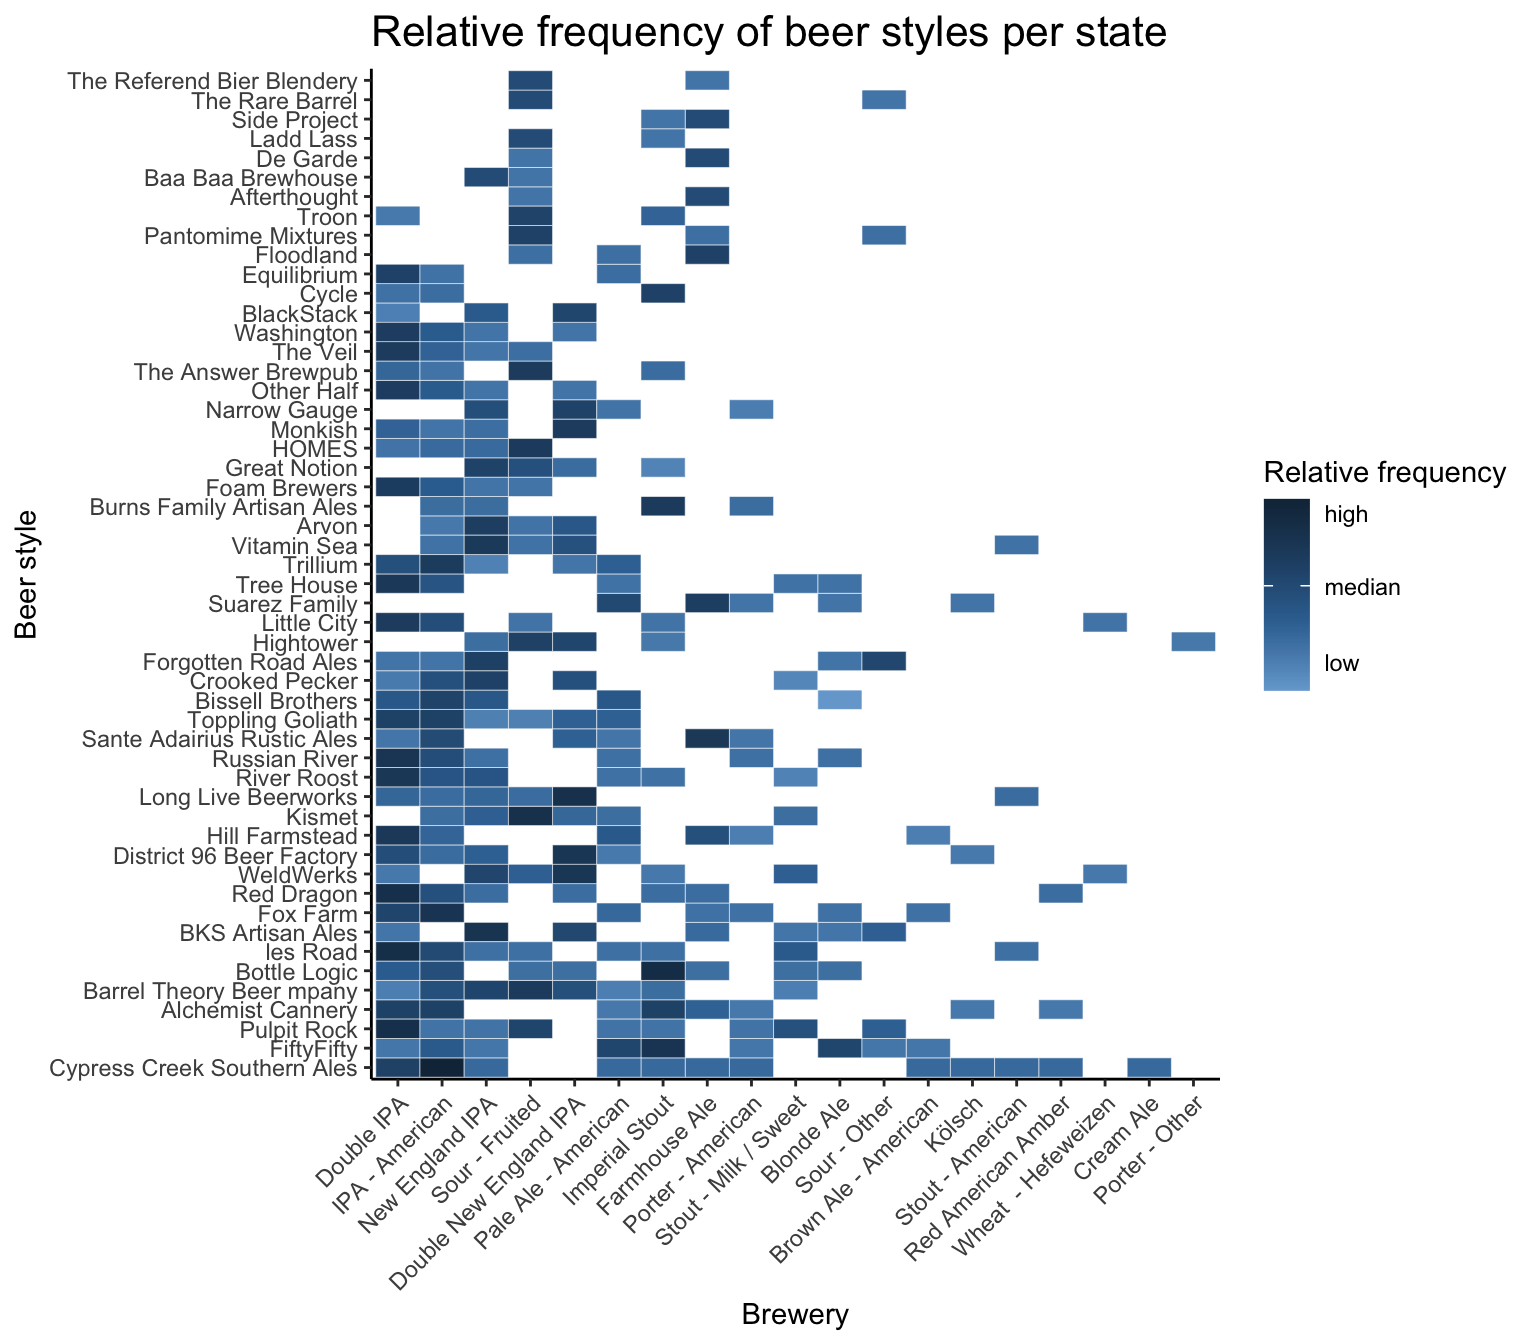 Relative frequency of beer styles per state
The Referend Bier Blendery
The Rare Barrel
Side Project
Ladd Lass
De Garde
Baa Baa Brewhouse
Afterthought
Troon
Pantomime Mixtures
Floodland
Equilibrium
Cycle
BlackStack
Washington
The Veil
The Answer Brewpub
Other Half
Narrow Gauge
Monkish
HOMES
Great Notion
Foam Brewers
Burns Family Artisan Ales
Arvon
Vitamin Sea
Trillium
Tree House
Suarez Family
Little City
Hightower
Forgotten Road Ales
Crooked Pecker
Bissell Brothers
Toppling Goliath
Sante Adairius Rustic Ales
Russian River
River Roost
Long Live Beerworks
Kismet
Hill Farmstead
District 96 Beer Factory
WeldWerks
Red Dragon
Fox Farm
BKS Artisan Ales
les Road
Bottle Logic
Barrel Theory Beer mpany
Alchemist Cannery
Pulpit Rock
FiftyFifty
Cypress Creek Southern Ales
Beer style
Double IPA
IPA - American
New England IPA
Sour - Fruited
Double New England IPA
Pale Ale - American
Imperial Stout
Farmhouse Ale
Porter - American
Stout - Milk / Sweet
Blonde Ale
Sour - Other
Brown Ale - American
Kölsch
Stout - American
Red American Amber
Wheat - Hefeweizen
Cream Ale
Porter - Other
Brewery
Relative frequency
high
median
low